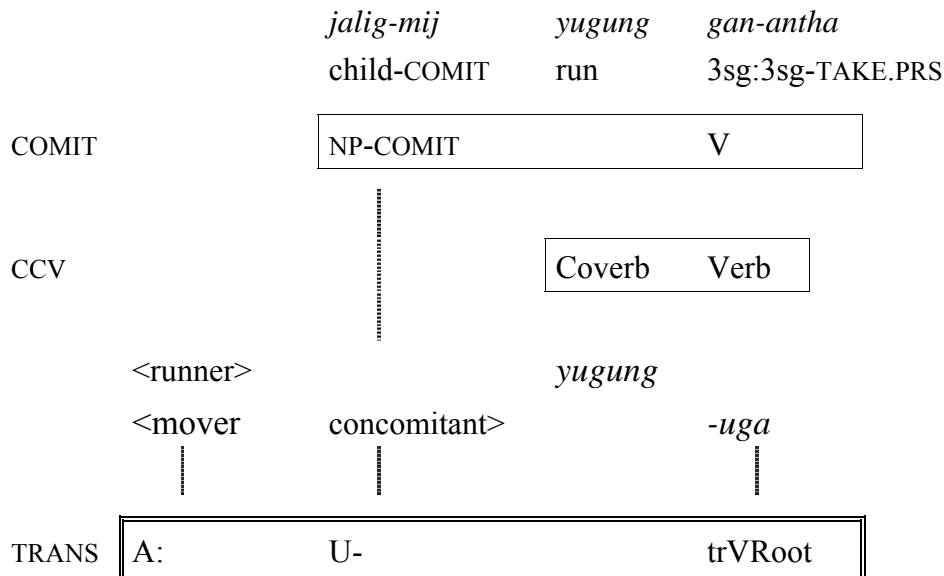 jalig-mij yugung gan-antha
child-COMIT run 3sg:3sg-TAKE.PRS
COMIT NP-COMIT V
CCV Coverb Verb
<runner> yugung
<mover concomitant> -uga
TRANS A: U- trVRoot